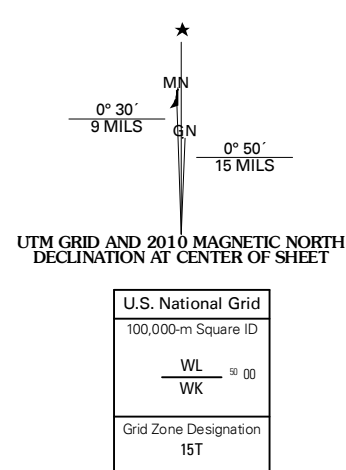 ★
MN
0° 30´
9 MILS
GN
0° 50´
15 MILS
UTM GRID AND 2010 MAGNETIC NORTH
DECLINATION AT CENTER OF SHEET
U.S. National Grid
100,000-m Square ID
WL
50 00
WK
Grid Zone Designation
15T